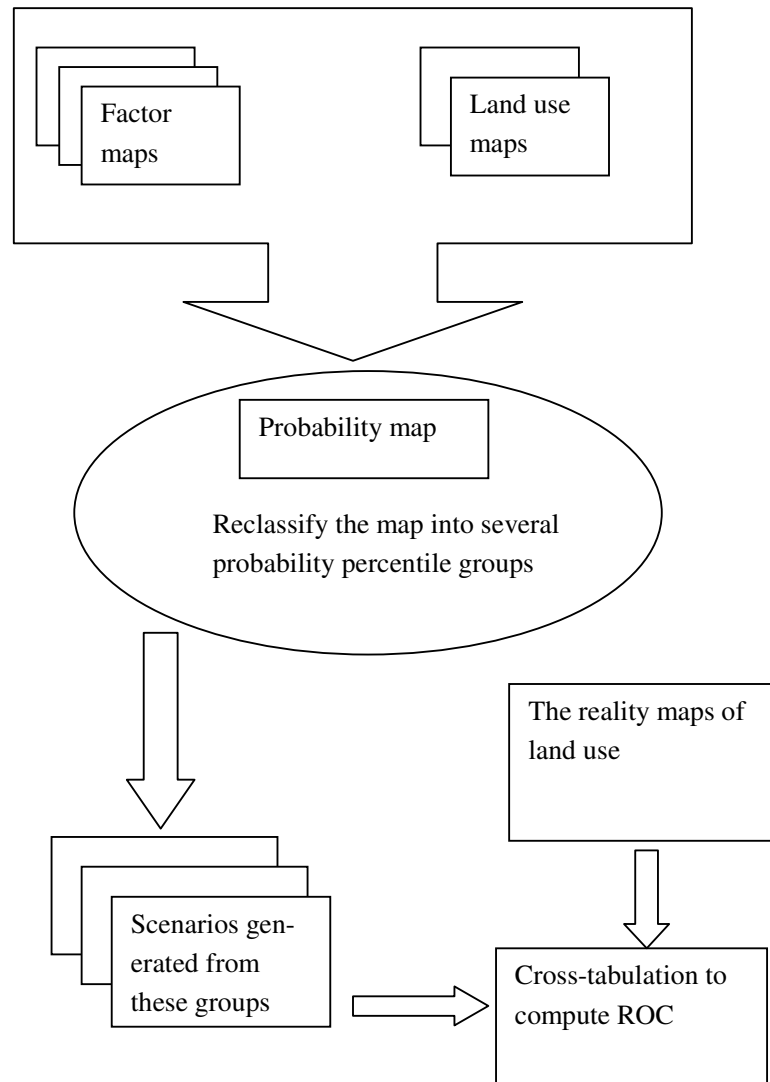 Factor
maps
Land use
maps
Probability map
Reclassify the map into several
probability percentile groups
The reality maps of
land use
Scenarios gen-
erated from
these groups
Cross-tabulation to
compute ROC